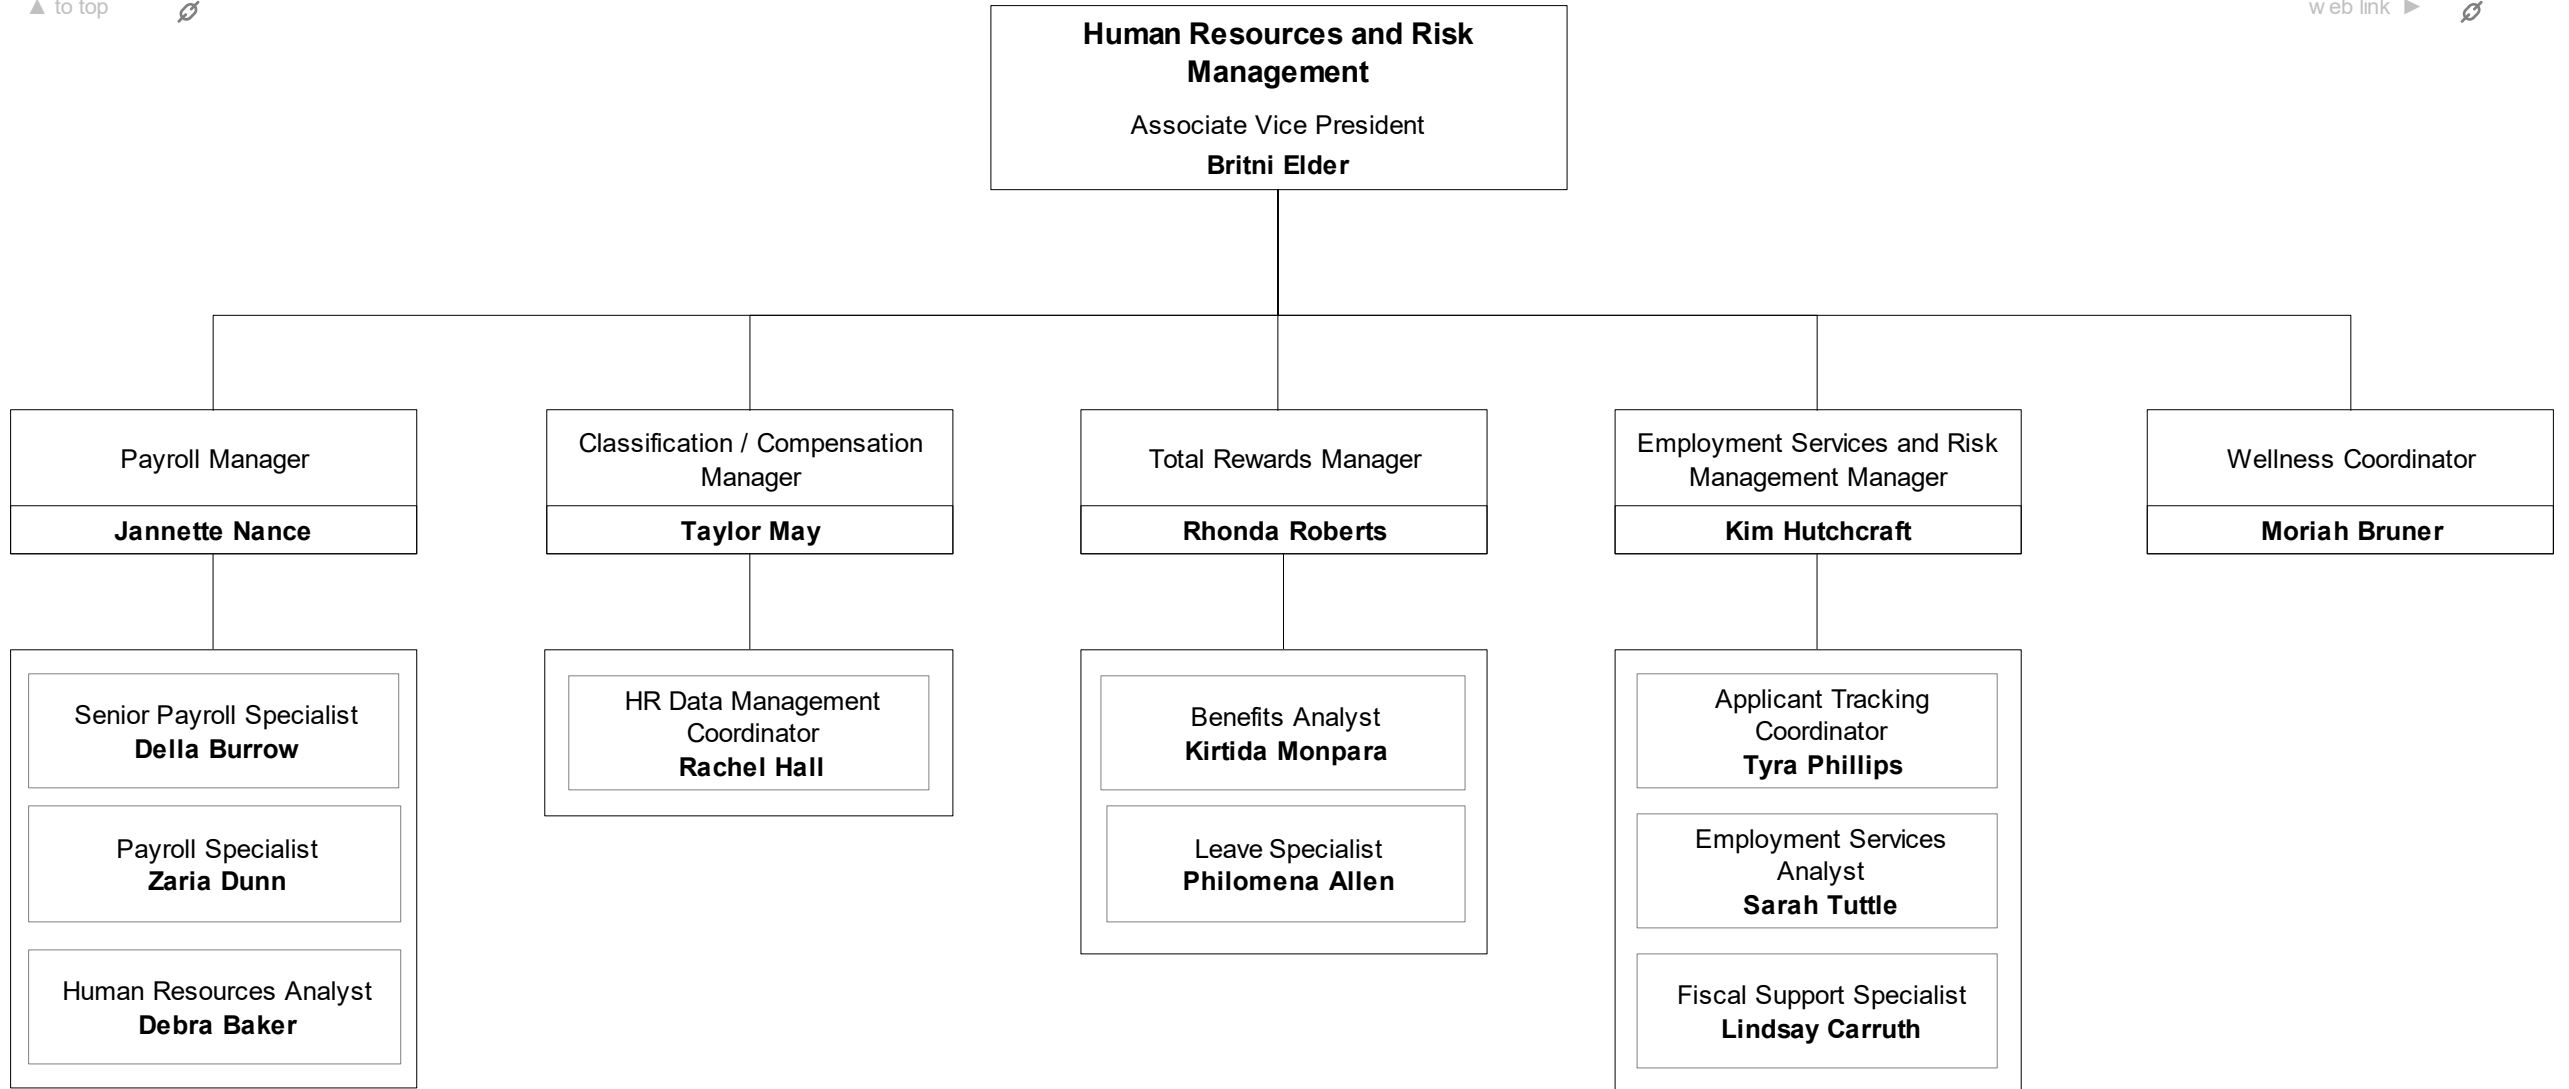 ▲ to top
web link ►
Human Resources and Risk
Management
Associate Vice President
Britni Elder
Payroll Manager
Jannette Nance
Classification / Compensation
Manager
Taylor May
Total Rewards Manager
Rhonda Roberts
Employment Services and Risk
Management Manager
Kim Hutchcraft
Wellness Coordinator
Moriah Bruner
Senior Payroll Specialist
Della Burrow
Payroll Specialist
Zaria Dunn
Human Resources Analyst
Debra Baker
HR Data Management
Coordinator
Rachel Hall
Benefits Analyst
Kirtida Monpara
Leave Specialist
Philomena Allen
Applicant Tracking
Coordinator
Tyra Phillips
Employment Services
Analyst
Sarah Tuttle
Fiscal Support Specialist
Lindsay Carruth